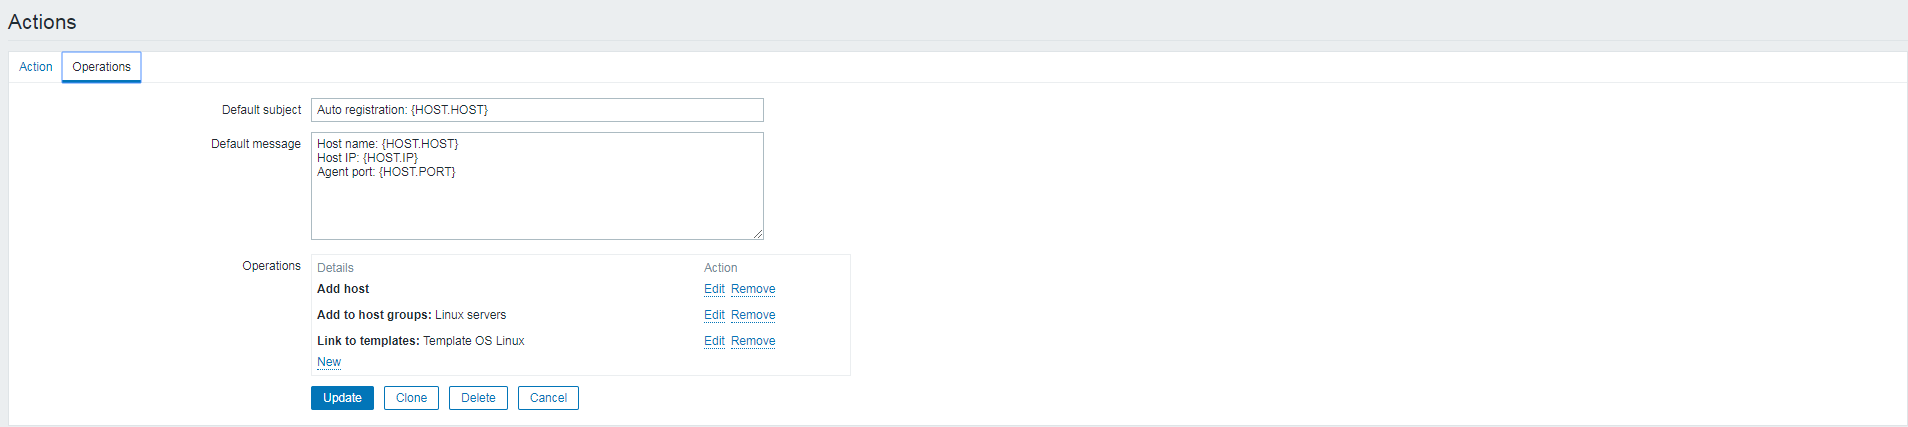 Actions
Action Operations
Default subject Auto registration: {HOST.HOST}
Default message Host name: {HOST.HOST}
Host IP: {HOST.IP}
Agent port: {HOST.PORT}
Operations Details Action
Add host Edit Remove
Add to host groups: Linux servers Edit Remove
Link to templates: Template OS Linux Edit Remove
New
Update Clone Delete Cancel